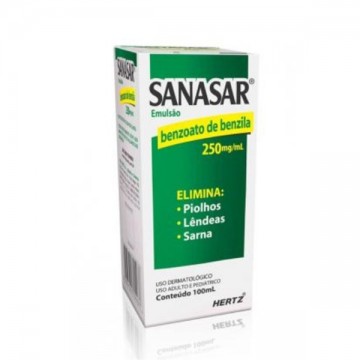 SANASAR®
Emulsão
benzoato de benzila
250mg/mL
ELIMINA:
• Piolhos
• Lêndeas
• Sarna
USO DERMATOLÓGICO
USO ADULTO E PEDIÁTRICO
Conteúdo 100mL
HERTZ